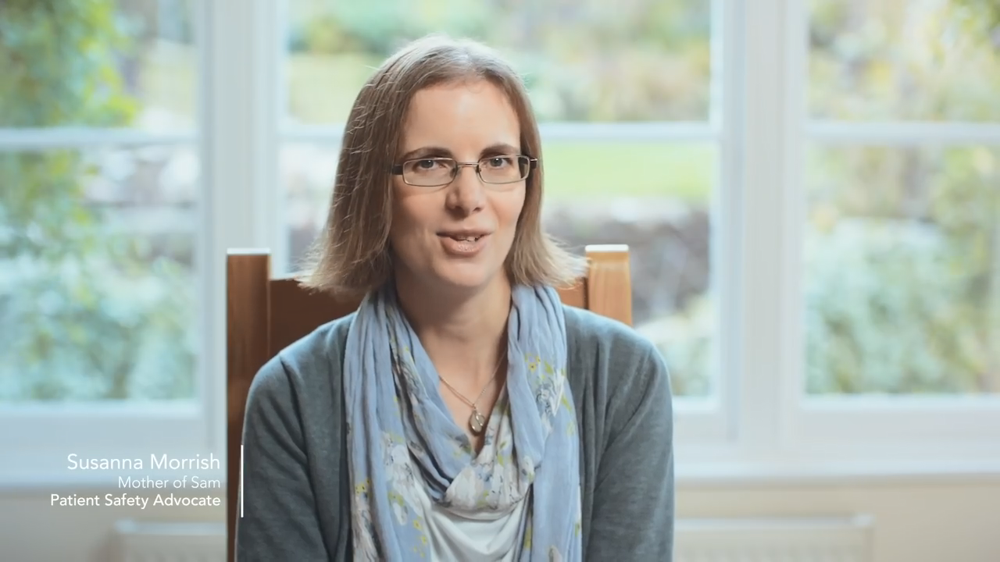 Susanna Morrish
Mother of Sam
Patient Safety Advocate